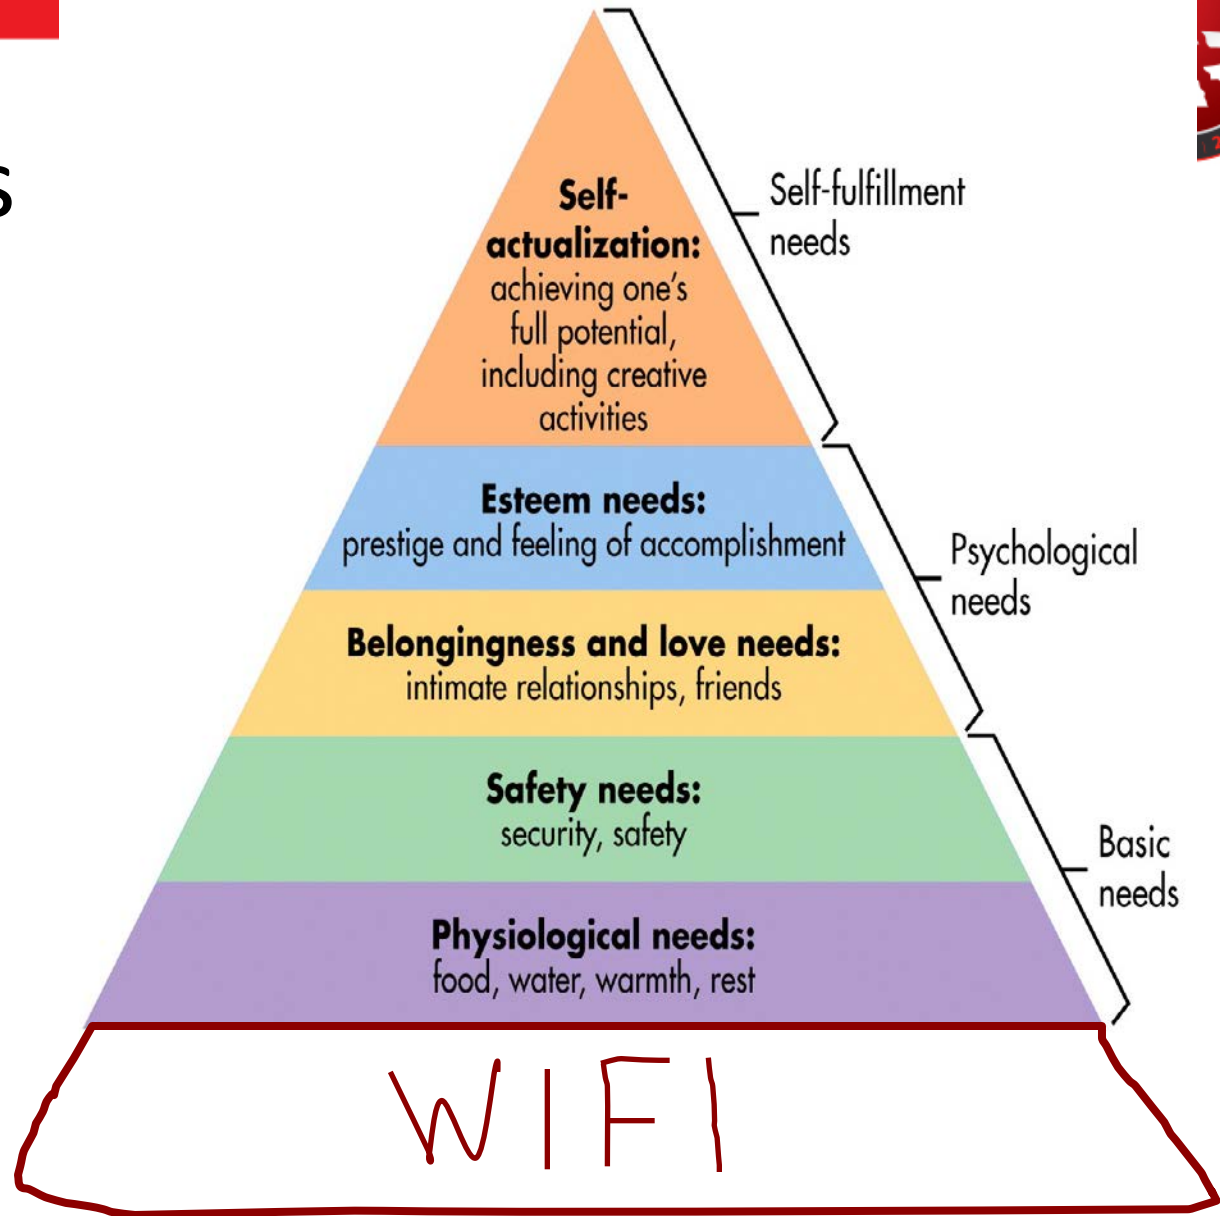 s
Self-
actualization:
achieving one's
full potential,
including creative
activities
Self-fulfillment
needs
Esteem needs:
prestige and feeling of accomplishment
Psychological
needs
Belongingness and love needs:
intimate relationships, friends
Safety needs:
security, safety
Basic
needs
Physiological needs:
food, water, warmth, rest
WIFI